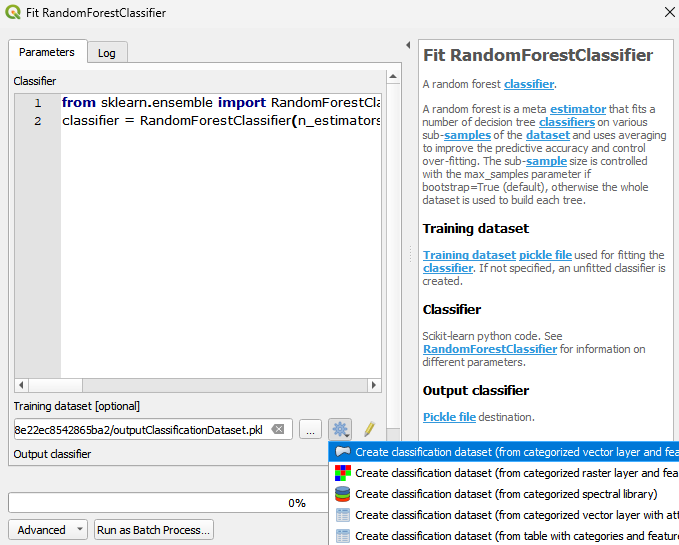 Fit RandomForestClassifier
Parameters
Log
Classifier
1 from sklearn.ensemble import RandomForestCla
2 classifier = RandomForestClassifier(n_estimators
Training dataset [optional]
8e22ec8542865ba2/outputClassificationDataset.pkl
...
Output classifier
0%
Advanced
Run as Batch Process...
Fit RandomForestClassifier
A random forest classifier.
A random forest is a meta estimator that fits a
number of decision tree classifiers on various
sub-samples of the dataset and uses averaging
to improve the predictive accuracy and control
over-fitting. The sub-sample size is controlled
with the max_samples parameter if
bootstrap=True (default), otherwise the whole
dataset is used to build each tree.
Training dataset
Training dataset pickle file used for fitting the
classifier. If not specified, an unfitted classifier is
created.
Classifier
Scikit-learn python code. See
RandomForestClassifier for information on
different parameters.
Output classifier
Pickle file destination.
Create classification dataset (from categorized vector layer and fea
Create classification dataset (from categorized raster layer and fea
Create classification dataset (from categorized spectral library)
Create classification dataset (from categorized vector layer with att
Create classification dataset (from table with categories and feature